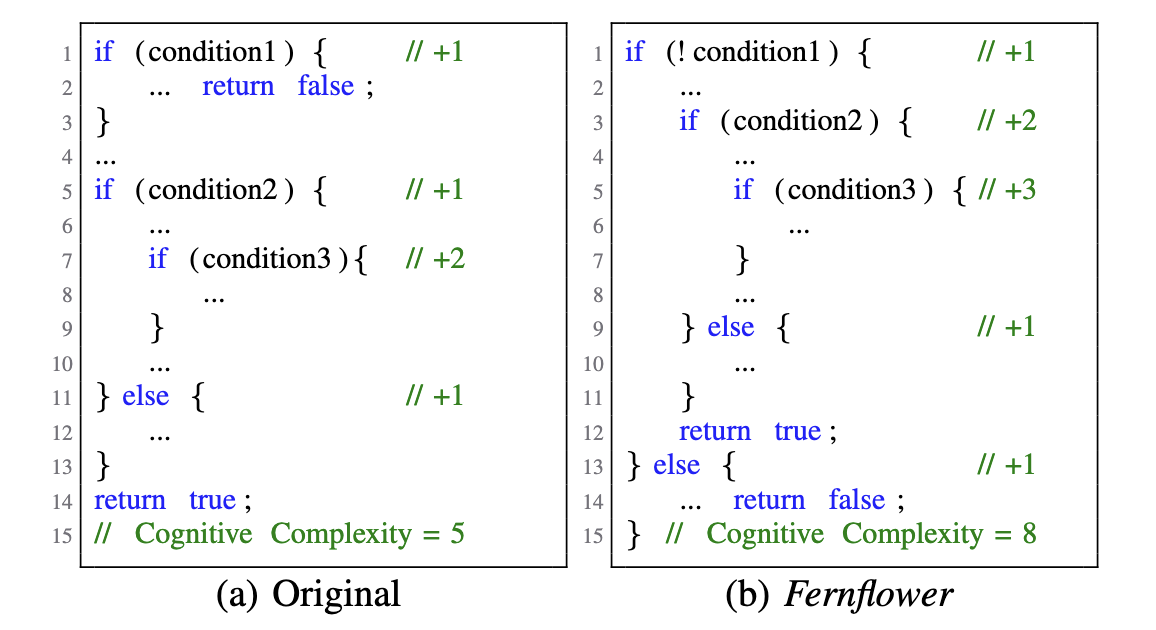 1 if (condition1) { // +1
2 ... return false;
3 }
4 ...
5 if (condition2) { // +1
6 ...
7 if (condition3){ // +2
8 ...
9 }
10 ...
11 } else { // +1
12 ...
13 }
14 return true;
15 // Cognitive Complexity = 5
(a) Original
1 if (!condition1) { // +1
2 ...
3 if (condition2) { // +2
4 ...
5 if (condition3) { // +3
6 ...
7 }
8 ...
9 } else { // +1
10 ...
11 }
12 return true;
13 } else { // +1
14 ... return false;
15 } // Cognitive Complexity = 8
(b) Fernflower